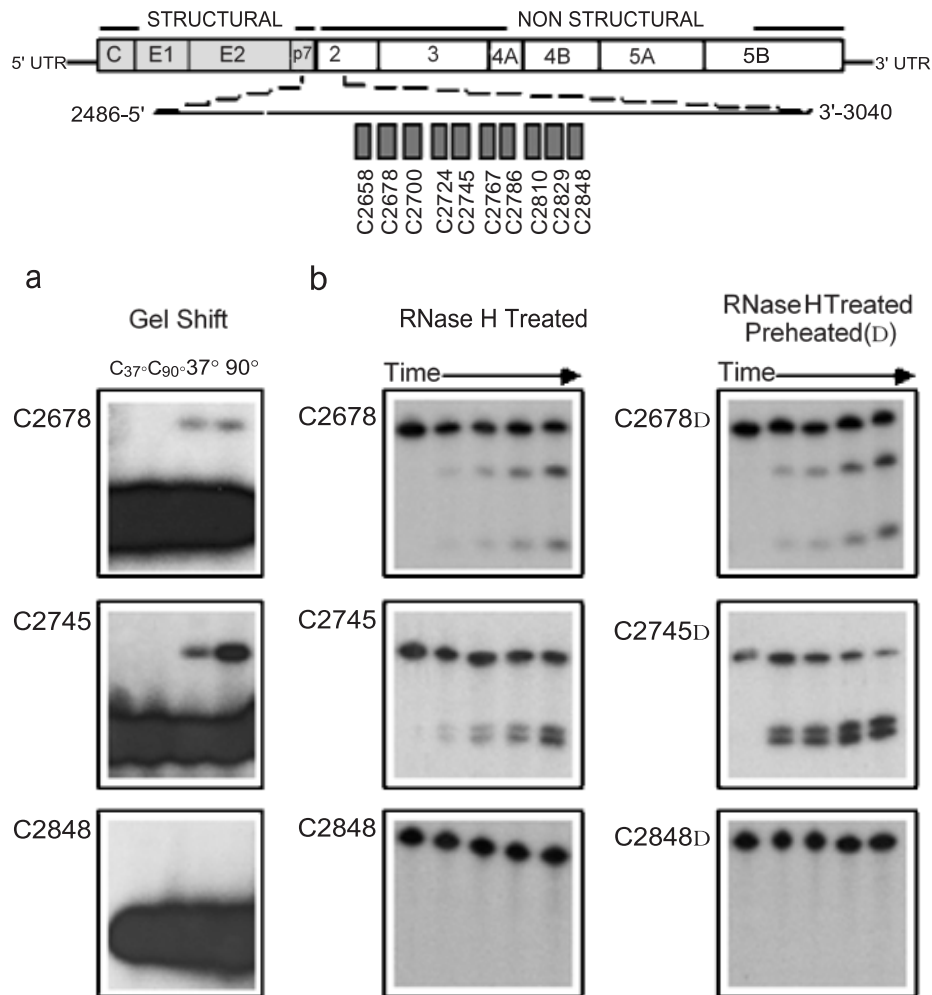 STRUCTURAL NON STRUCTURAL
5' UTR C E1 E2 p7 2 3 4A 4B 5A 5B 3' UTR
2486-5' 3'-3040
C2658 C2678 C2700 C2724 C2745 C2767 C2786 C2810 C2829 C2848
a b
Gel Shift RNase H Treated RNase H Treated
Preheated(D)
C37° C90° 37° 90° Time Time
C2678 C2678 C2678D
C2745 C2745 C2745D
C2848 C2848 C2848D